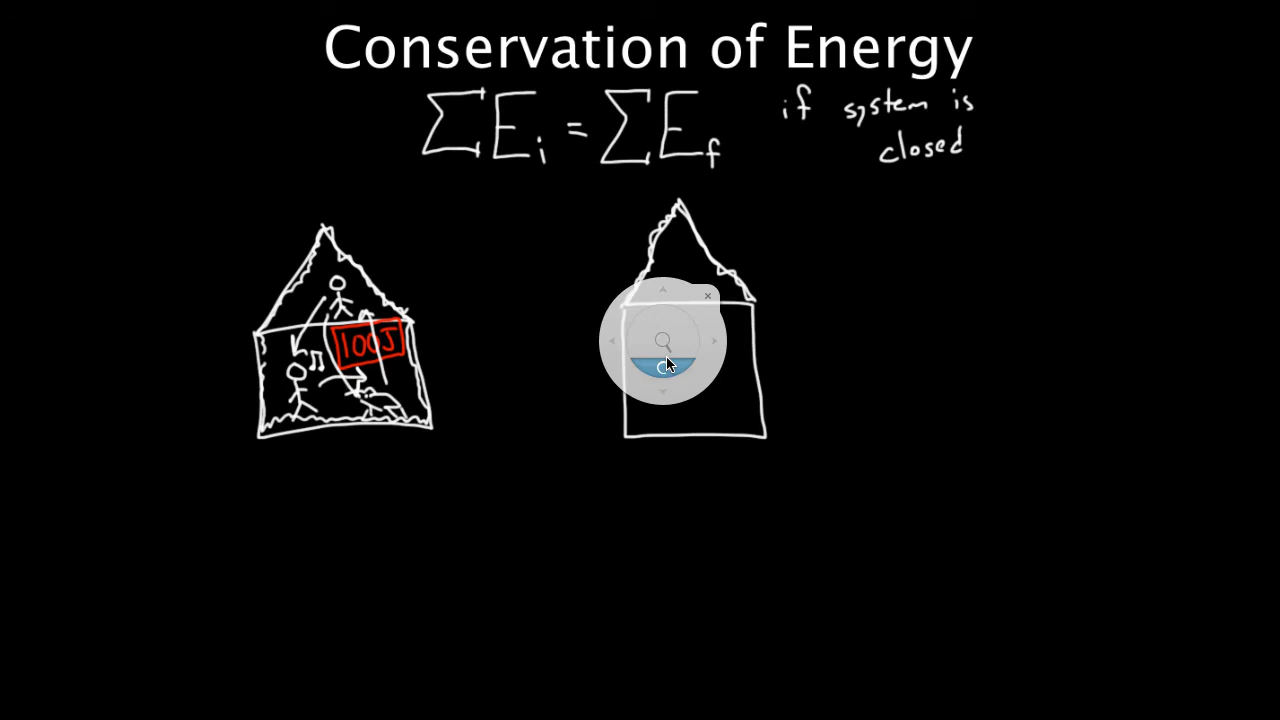 Conservation of Energy
ΣEi = ΣEf if system is
closed
100J